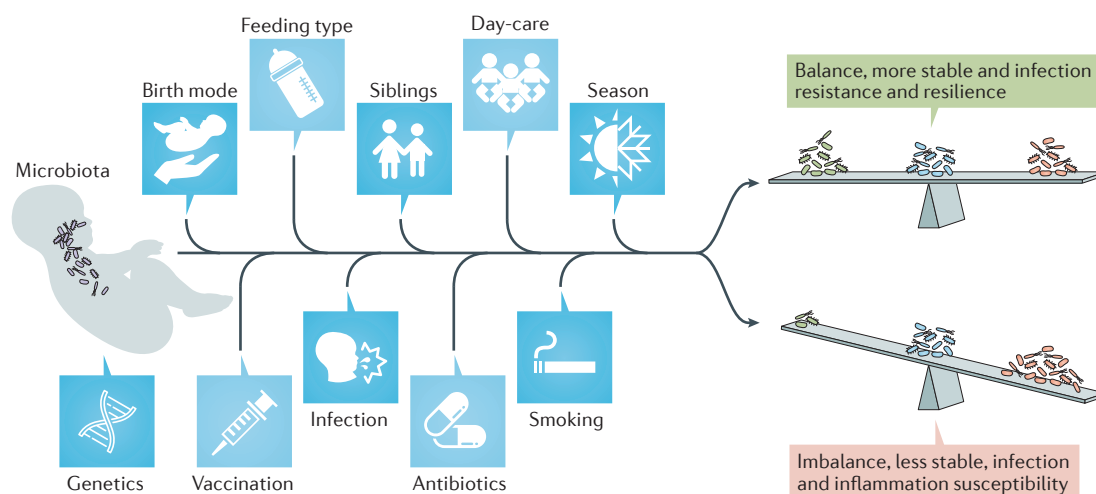 Feeding type
Day-care
Birth mode
Siblings
Season
Balance, more stable and infection
resistance and resilience
Microbiota
Genetics
Vaccination
Infection
Antibiotics
Smoking
Imbalance, less stable, infection
and inflammation susceptibility